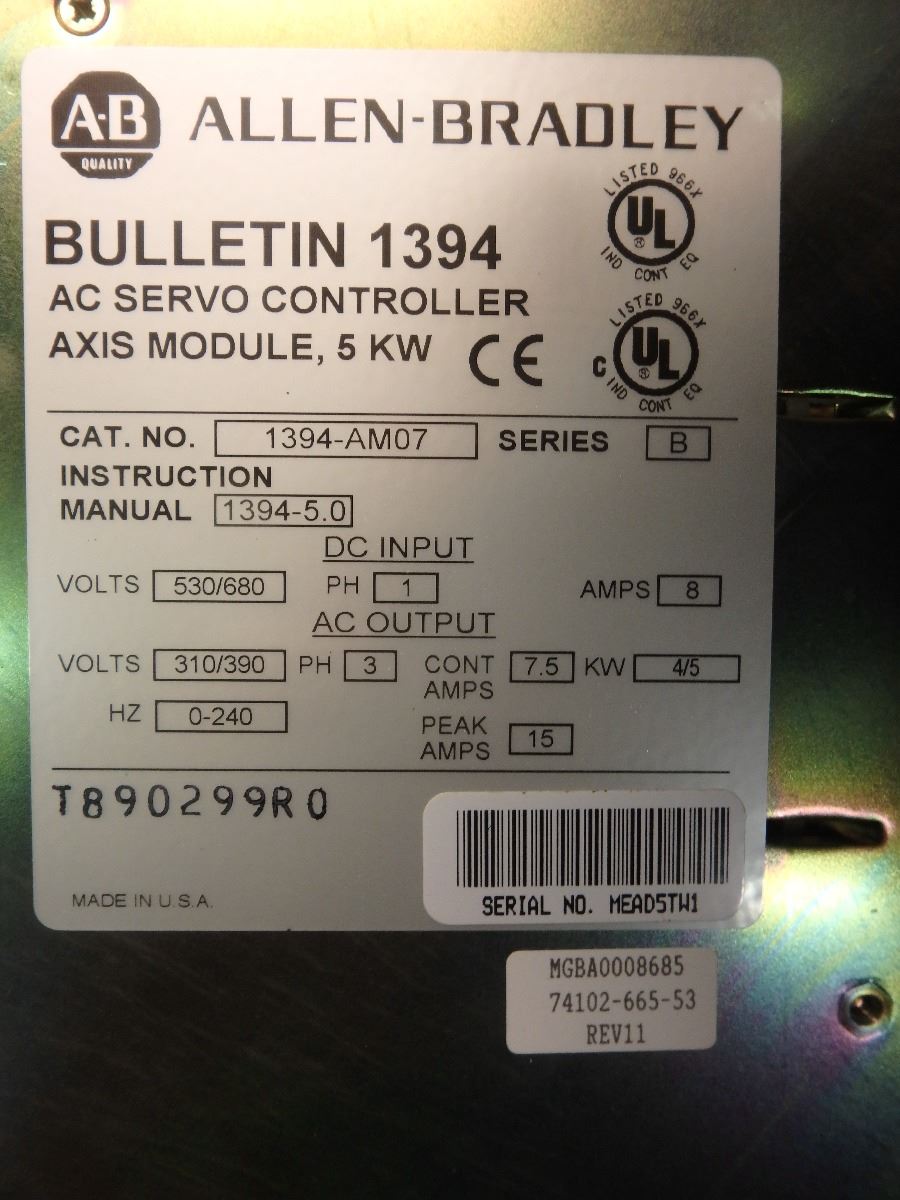 A-B
QUALITY
ALLEN-BRADLEY
BULLETIN 1394
AC SERVO CONTROLLER
AXIS MODULE, 5 KW
CE
LISTED 966X
UL
®
IND CONT EQ
LISTED 966X
C UL
®
IND CONT EQ
CAT. NO. 1394-AM07 SERIES B
INSTRUCTION
MANUAL 1394-5.0
DC INPUT
VOLTS 530/680 PH 1 AMPS 8
AC OUTPUT
VOLTS 310/390 PH 3 CONT AMPS 7.5 KW 4/5
HZ 0-240 PEAK AMPS 15
T890299R0
MADE IN U.S.A.
SERIAL NO. MEAD5TW1
MGBA0008685
74102-665-53
REV11